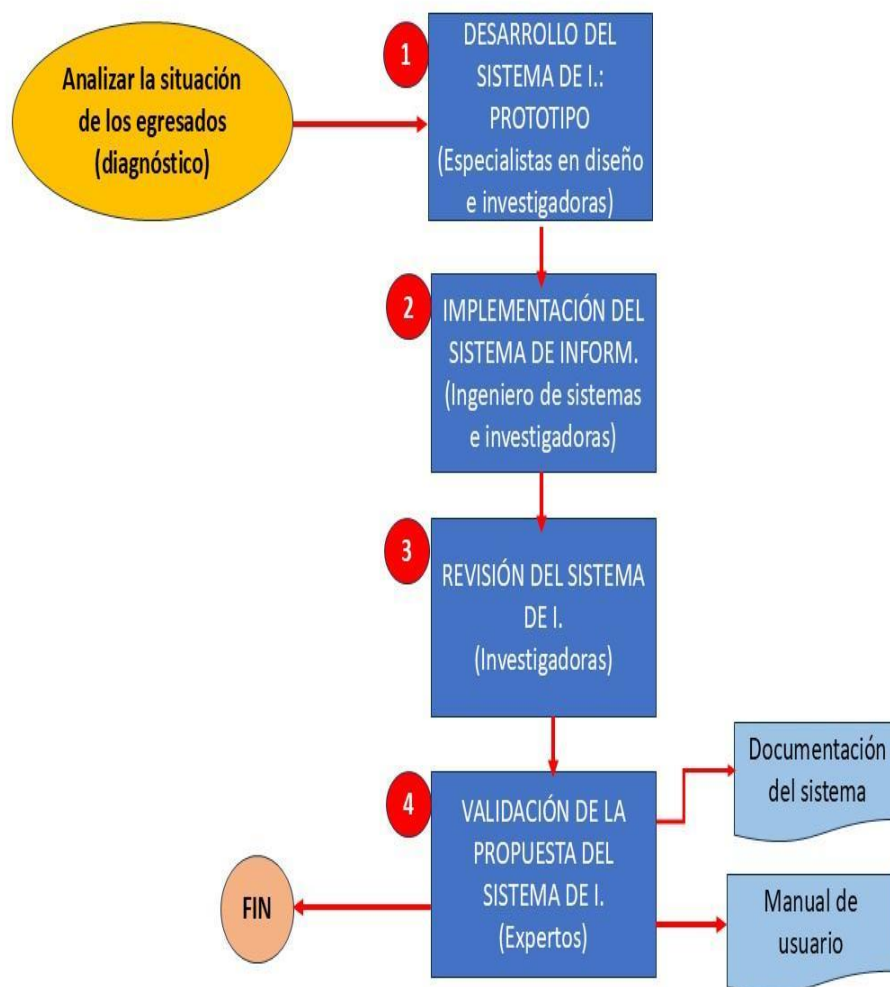 Analizar la situación
de los egresados
(diagnóstico)
1
DESARROLLO DEL
SISTEMA DE I.:
PROTOTIPO
(Especialistas en diseño
e investigadoras)
2
IMPLEMENTACIÓN DEL
SISTEMA DE INFORM.
(Ingeniero de sistemas
e investigadoras)
3
REVISIÓN DEL SISTEMA
DE I.
(Investigadoras)
4
VALIDACIÓN DE LA
PROPUESTA DEL
SISTEMA DE I.
(Expertos)
Documentación
del sistema
Manual de
usuario
FIN